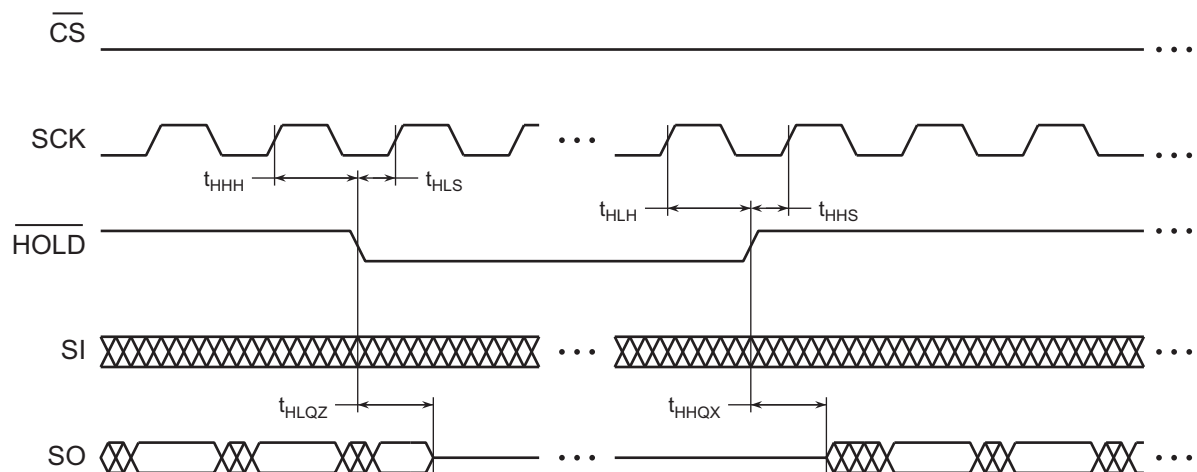 CS
SCK
tHHH
tHLS
tHLH
tHHS
HOLD
SI
tHLQZ
tHHQX
SO